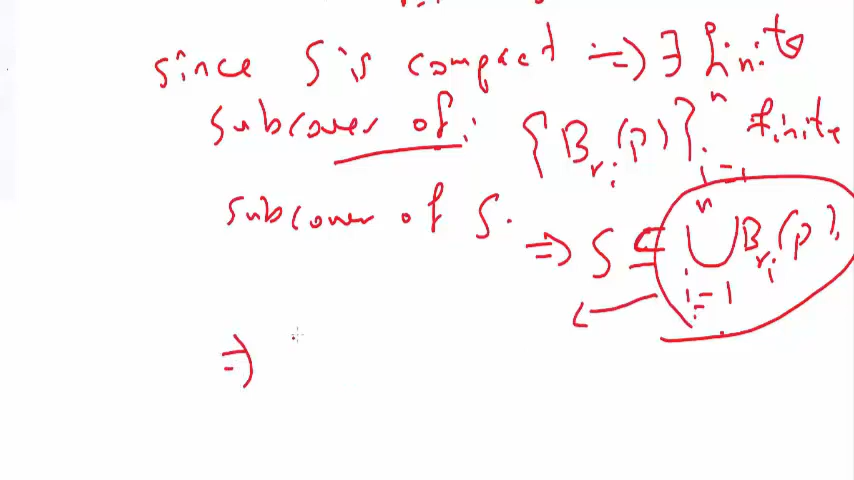 since S is compact => ∃ finite
subcover of: {B_{r_i}(p)}_{i=1}^{n} finite
subcover of S.
=> S ⊆ ⋃_{i=1}^{n} B_{r_i}(p),
=>